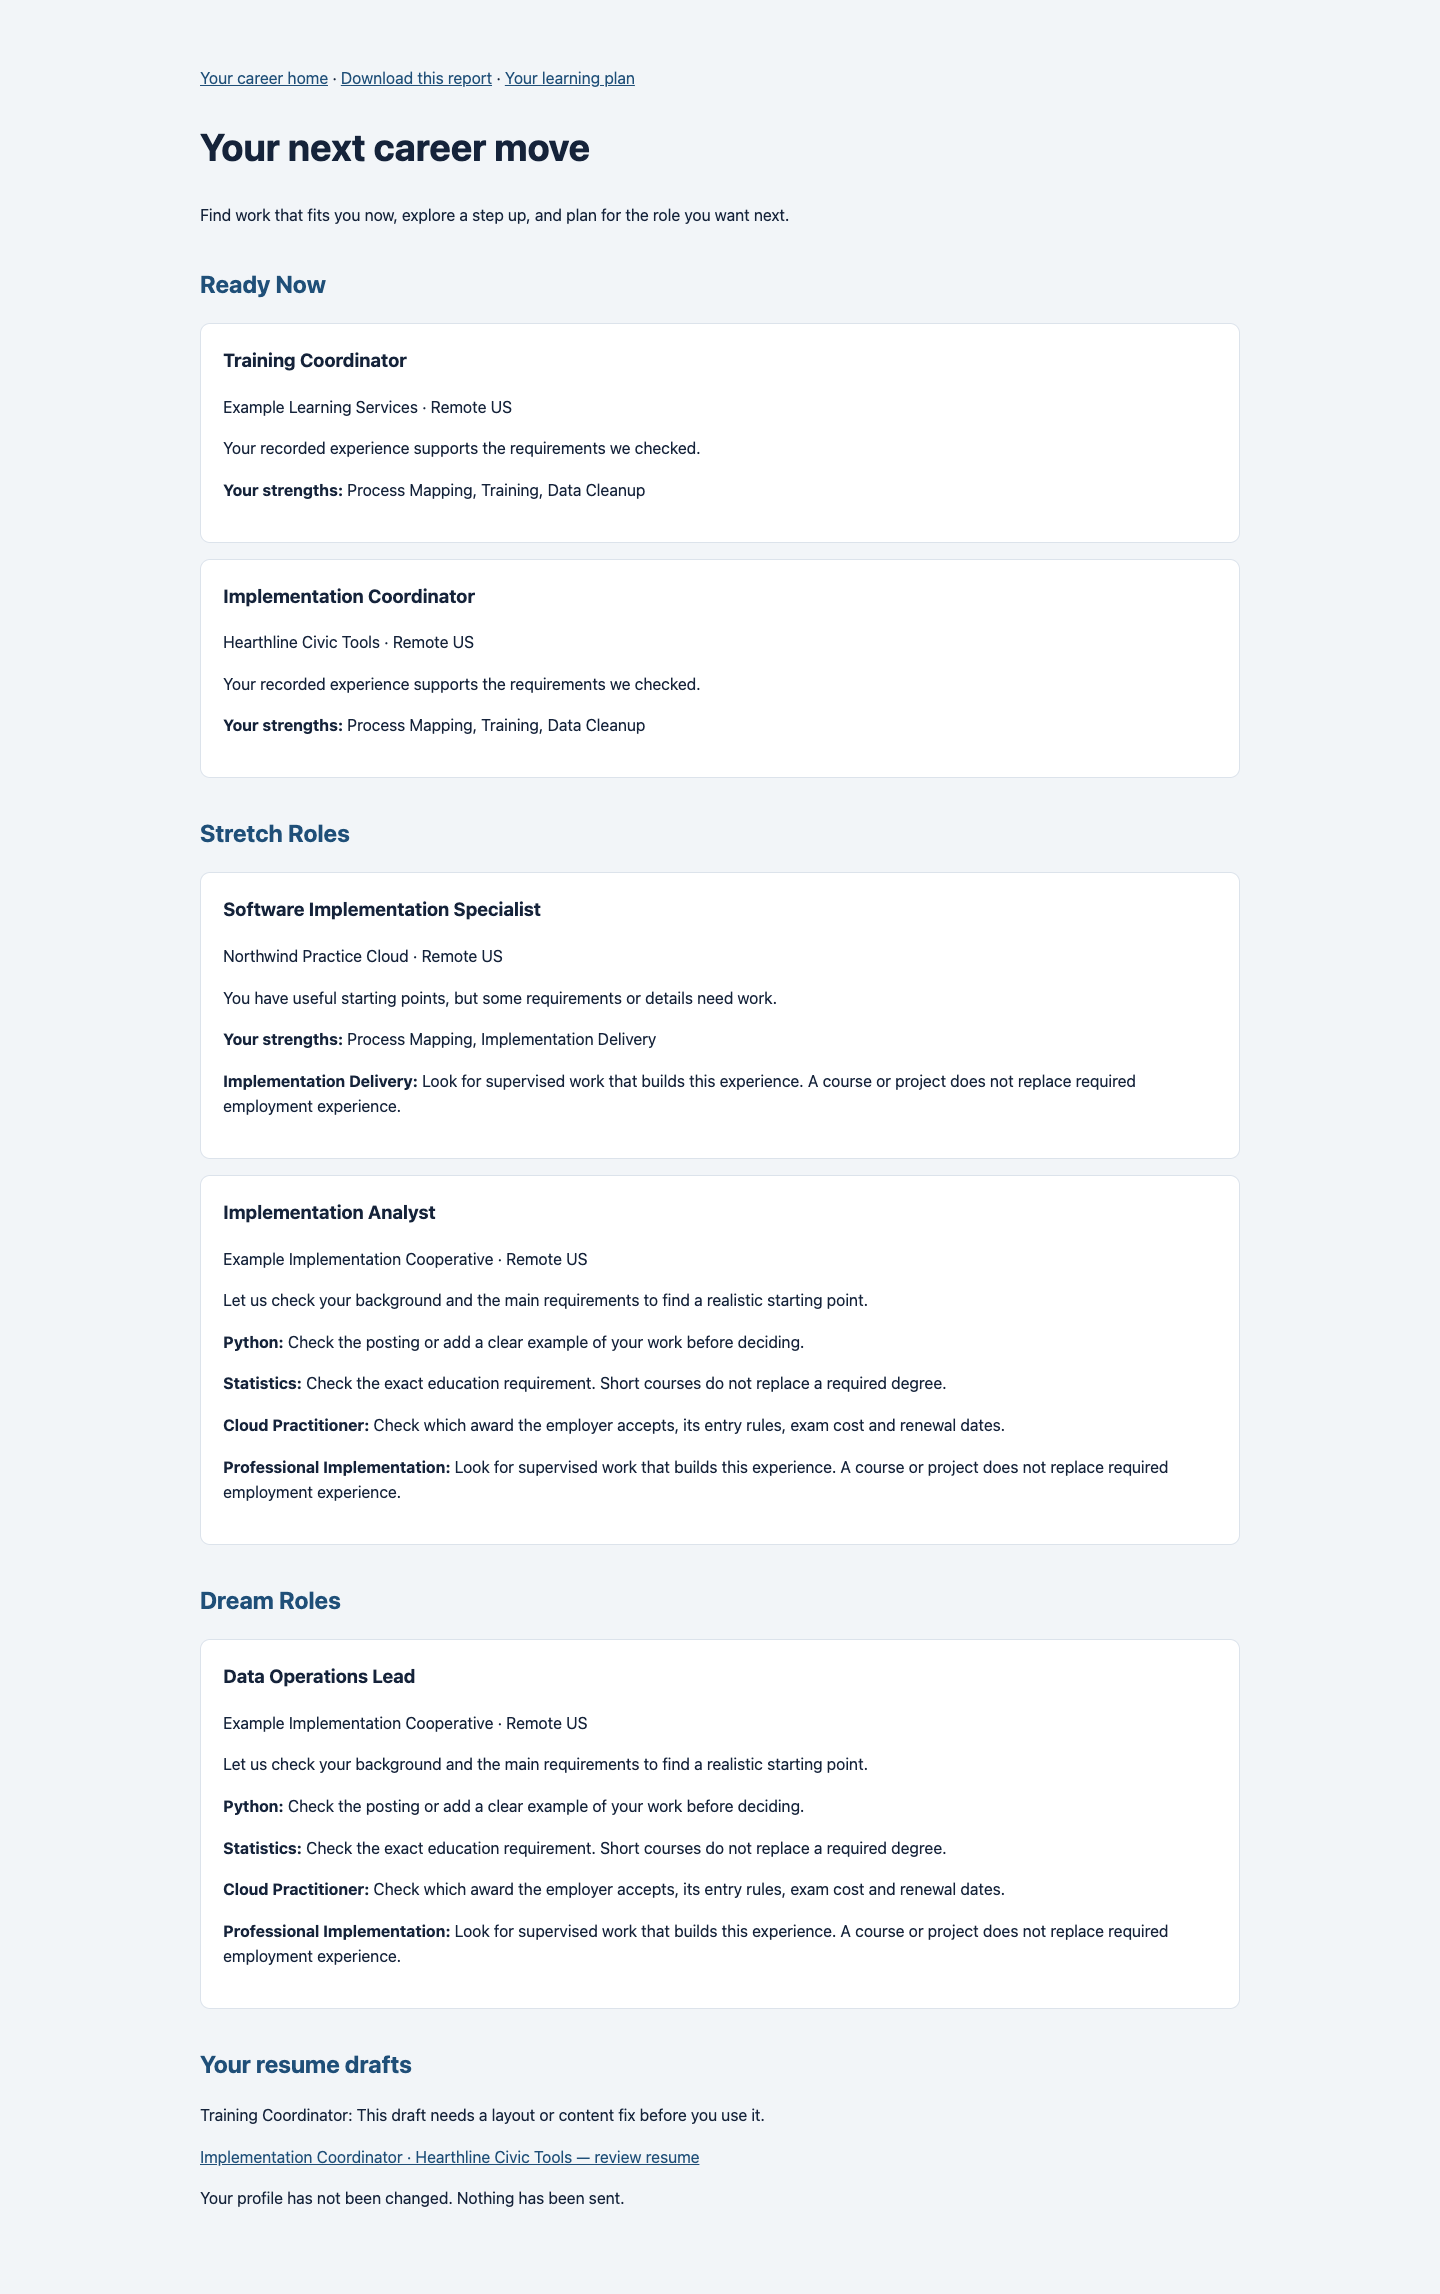 Your career home · Download this report · Your learning plan
Your next career move
Find work that fits you now, explore a step up, and plan for the role you want next.
Ready Now
Training Coordinator
Example Learning Services · Remote US
Your recorded experience supports the requirements we checked.
Your strengths: Process Mapping, Training, Data Cleanup
Implementation Coordinator
Hearthline Civic Tools · Remote US
Your recorded experience supports the requirements we checked.
Your strengths: Process Mapping, Training, Data Cleanup
Stretch Roles
Software Implementation Specialist
Northwind Practice Cloud · Remote US
You have useful starting points, but some requirements or details need work.
Your strengths: Process Mapping, Implementation Delivery
Implementation Delivery: Look for supervised work that builds this experience. A course or project does not replace required
employment experience.
Implementation Analyst
Example Implementation Cooperative · Remote US
Let us check your background and the main requirements to find a realistic starting point.
Python: Check the posting or add a clear example of your work before deciding.
Statistics: Check the exact education requirement. Short courses do not replace a required degree.
Cloud Practitioner: Check which award the employer accepts, its entry rules, exam cost and renewal dates.
Professional Implementation: Look for supervised work that builds this experience. A course or project does not replace required
employment experience.
Dream Roles
Data Operations Lead
Example Implementation Cooperative · Remote US
Let us check your background and the main requirements to find a realistic starting point.
Python: Check the posting or add a clear example of your work before deciding.
Statistics: Check the exact education requirement. Short courses do not replace a required degree.
Cloud Practitioner: Check which award the employer accepts, its entry rules, exam cost and renewal dates.
Professional Implementation: Look for supervised work that builds this experience. A course or project does not replace required
employment experience.
Your resume drafts
Training Coordinator: This draft needs a layout or content fix before you use it.
Implementation Coordinator · Hearthline Civic Tools — review resume
Your profile has not been changed. Nothing has been sent.